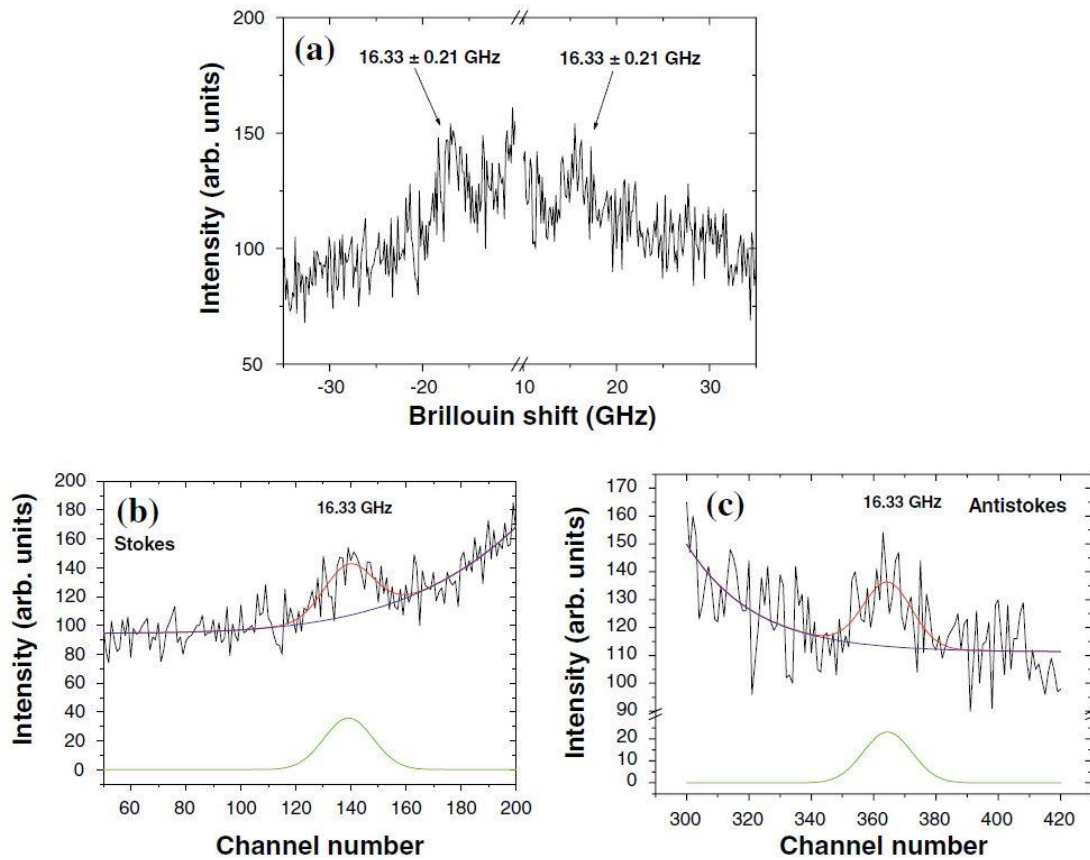 (a)
16.33 ± 0.21 GHz 16.33 ± 0.21 GHz
Intensity (arb. units)
200
150
100
50
-30 -20 10 20 30
Brillouin shift (GHz)
(b)
Stokes
16.33 GHz
Intensity (arb. units)
200
180
160
140
120
100
80
60
40
20
0
60 80 100 120 140 160 180 200
Channel number
(c)
16.33 GHz Antistokes
Intensity (arb. units)
170
160
150
140
130
120
110
90
20
10
0
300 320 340 360 380 400 420
Channel number